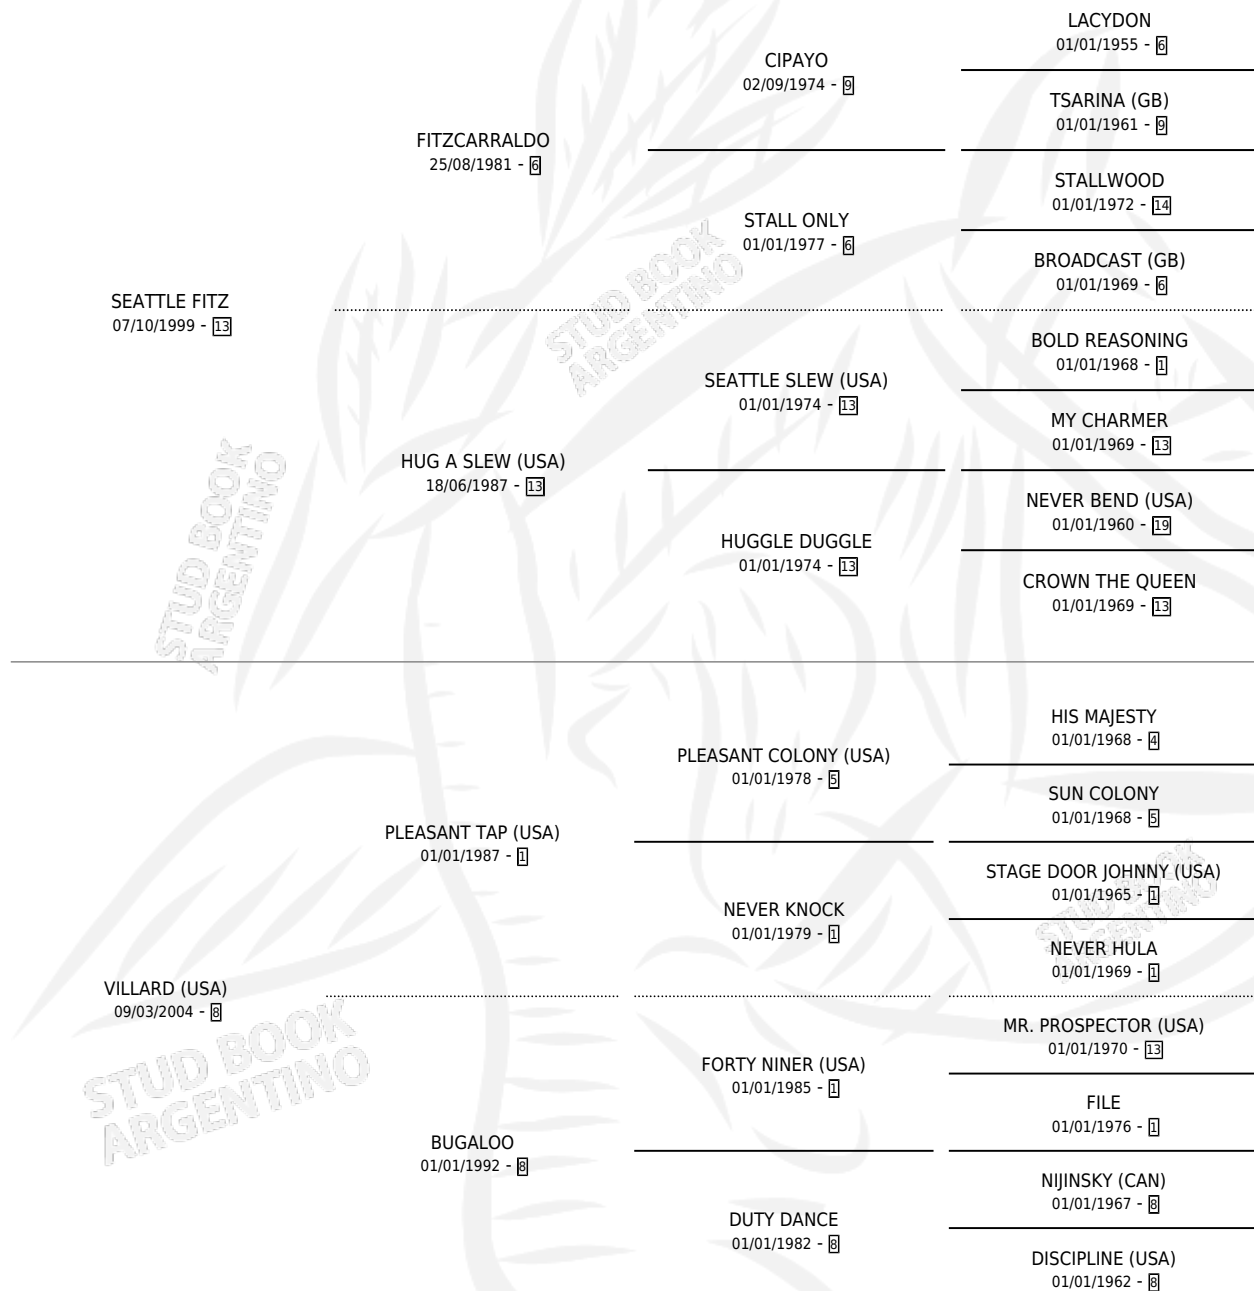 LACYDON
01/01/1955 - 6
CIPAYO
02/09/1974 - 9
TSARINA (GB)
01/01/1961 - 9
FITZCARRALDO
25/08/1981 - 6
STALLWOOD
01/01/1972 - 14
STALL ONLY
01/01/1977 - 6
BROADCAST (GB)
01/01/1969 - 6
SEATTLE FITZ
07/10/1999 - 13
BOLD REASONING
01/01/1968 - 1
SEATTLE SLEW (USA)
01/01/1974 - 13
MY CHARMER
01/01/1969 - 13
HUG A SLEW (USA)
18/06/1987 - 13
NEVER BEND (USA)
01/01/1960 - 19
HUGGLE DUGGLE
01/01/1974 - 13
CROWN THE QUEEN
01/01/1969 - 13
HIS MAJESTY
01/01/1968 - 4
PLEASANT COLONY (USA)
01/01/1978 - 5
SUN COLONY
01/01/1968 - 5
PLEASANT TAP (USA)
01/01/1987 - 1
STAGE DOOR JOHNNY (USA)
01/01/1965 - 1
NEVER KNOCK
01/01/1979 - 1
NEVER HULA
01/01/1969 - 1
VILLARD (USA)
09/03/2004 - 8
MR. PROSPECTOR (USA)
01/01/1970 - 13
FORTY NINER (USA)
01/01/1985 - 1
FILE
01/01/1976 - 1
BUGALOO
01/01/1992 - 8
NIJINSKY (CAN)
01/01/1967 - 8
DUTY DANCE
01/01/1982 - 8
DISCIPLINE (USA)
01/01/1962 - 8
STUD BOOK
ARGENTINO
STUD BOOK
ARGENTINO
STUD BOOK
ARGENTINO
STUD BOOK
ARGENTINO